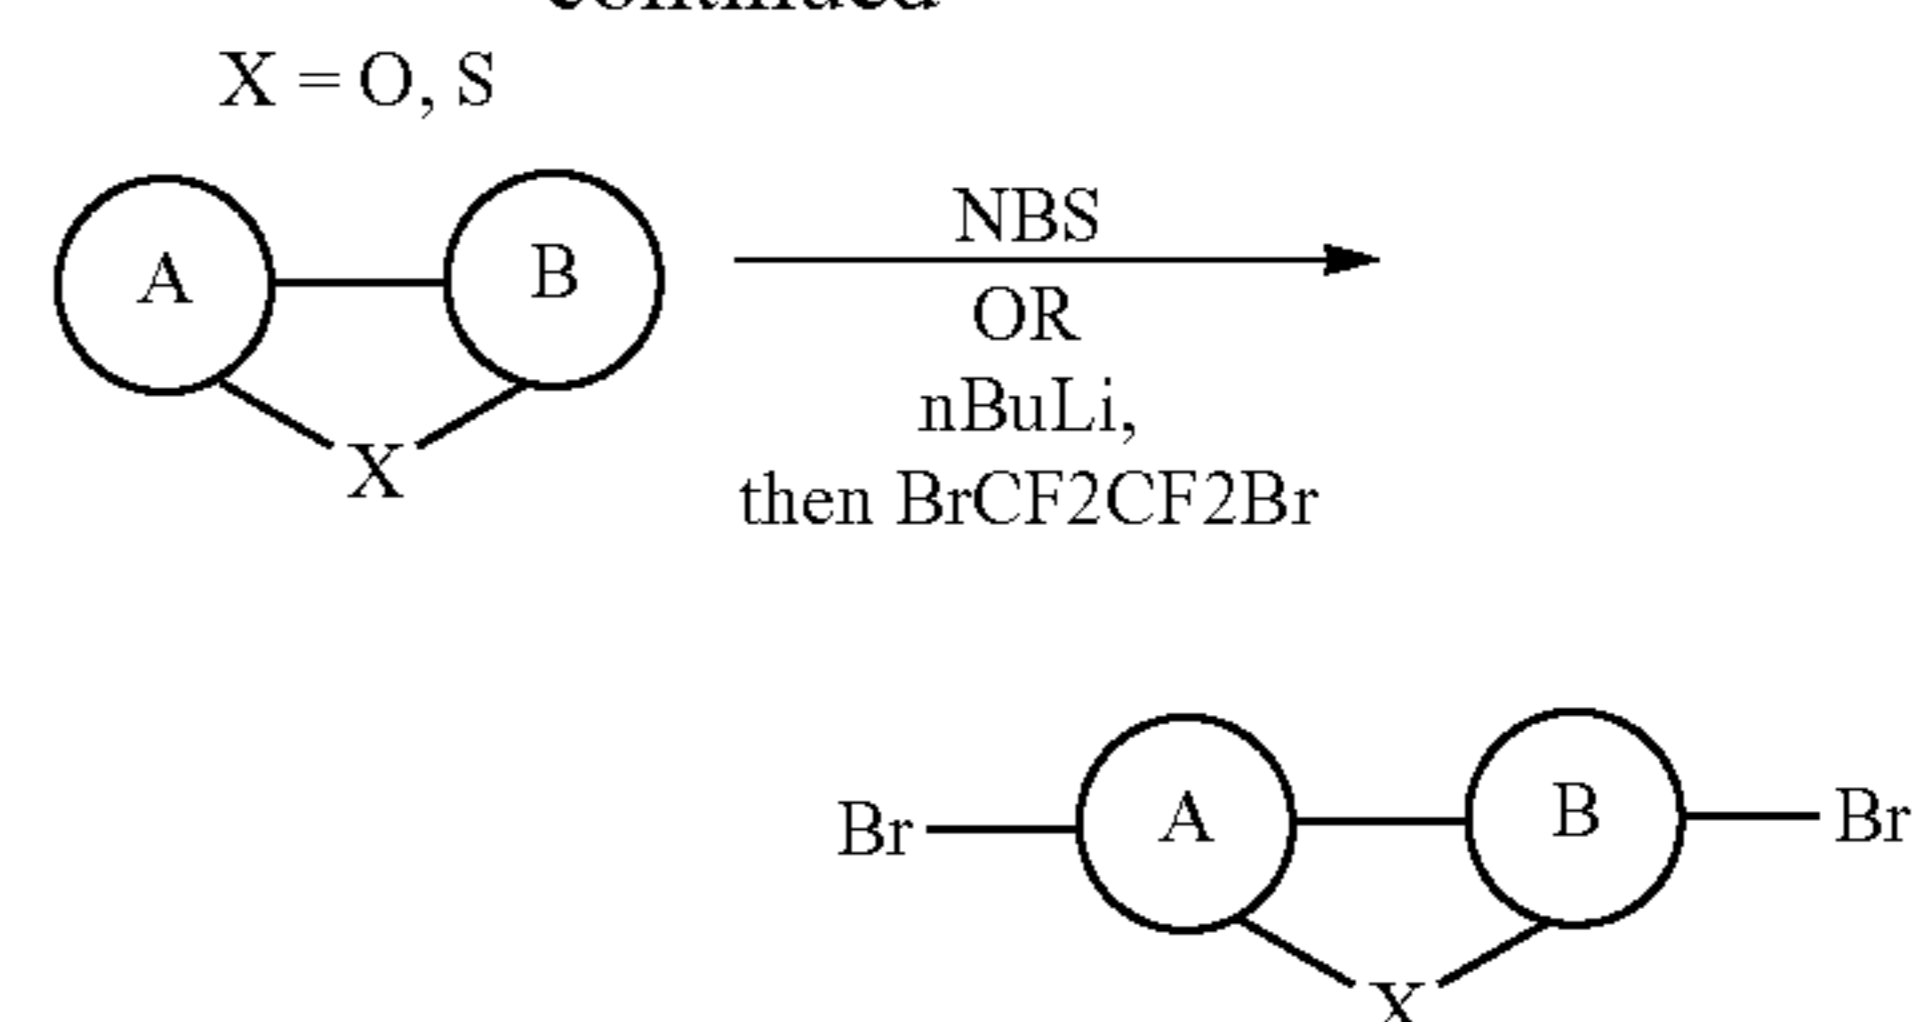 X = O, S
A
B
NBS
OR
nBuLi,
then BrCF2CF2Br
X
Br
A
B
Br
X